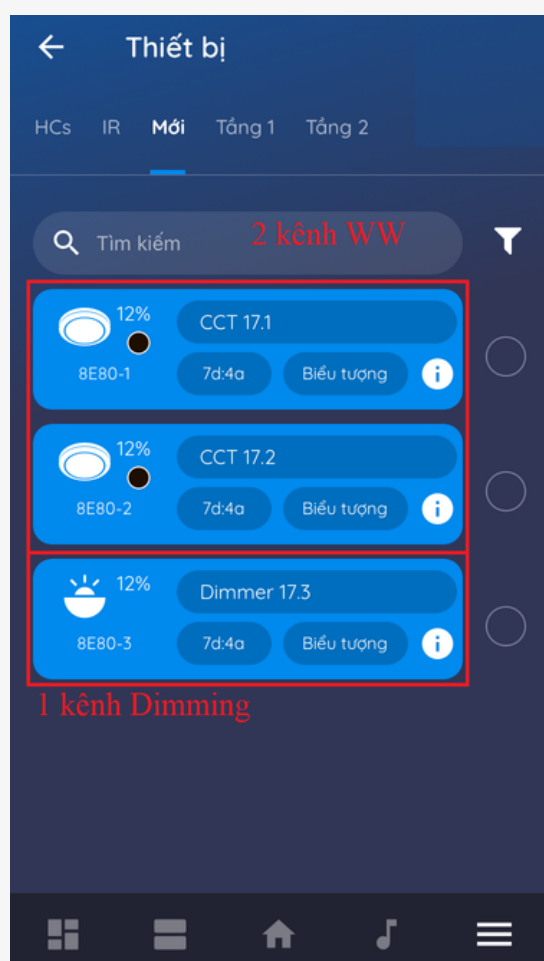 Thiết bị
HCs IR Mới Tầng 1 Tầng 2
Tìm kiếm
2 kênh WW
12%
CCT 17.1
8E80-1
7d:4a
Biểu tượng
i
12%
CCT 17.2
8E80-2
7d:4a
Biểu tượng
i
12%
Dimmer 17.3
8E80-3
7d:4a
Biểu tượng
i
1 kênh Dimming